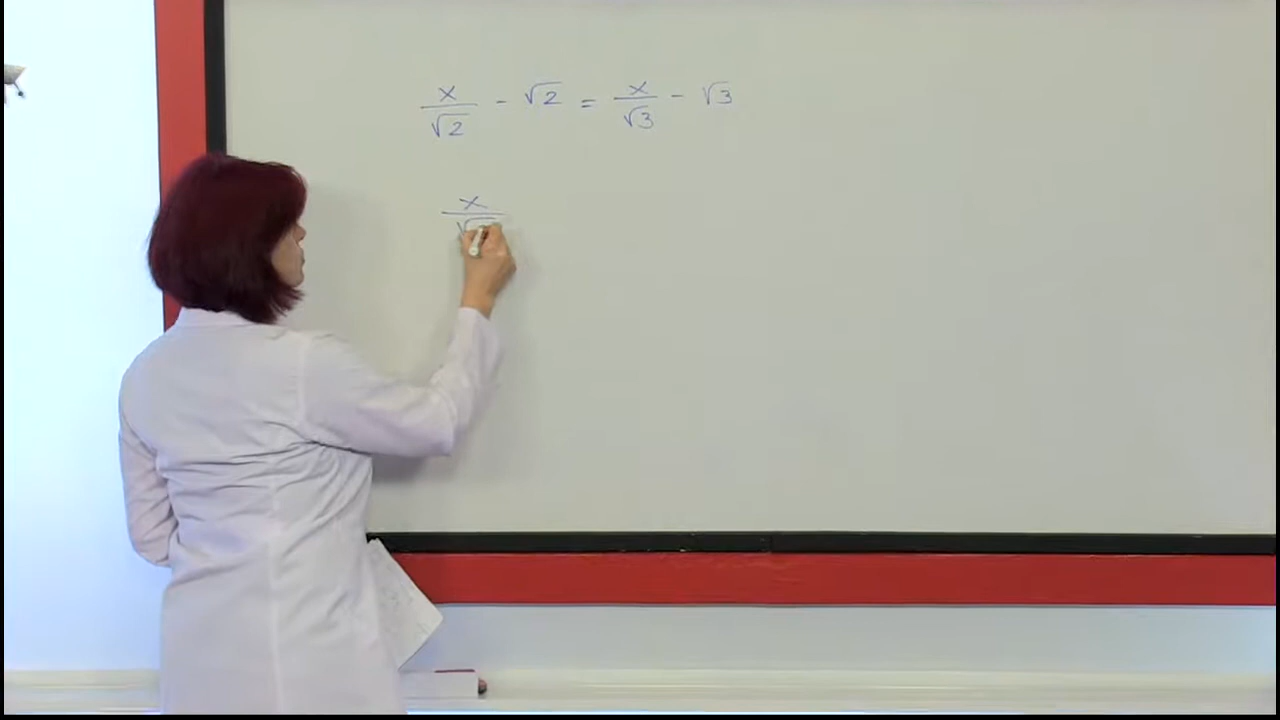 x/√2 - √2 = x/√3 - √3
x/√